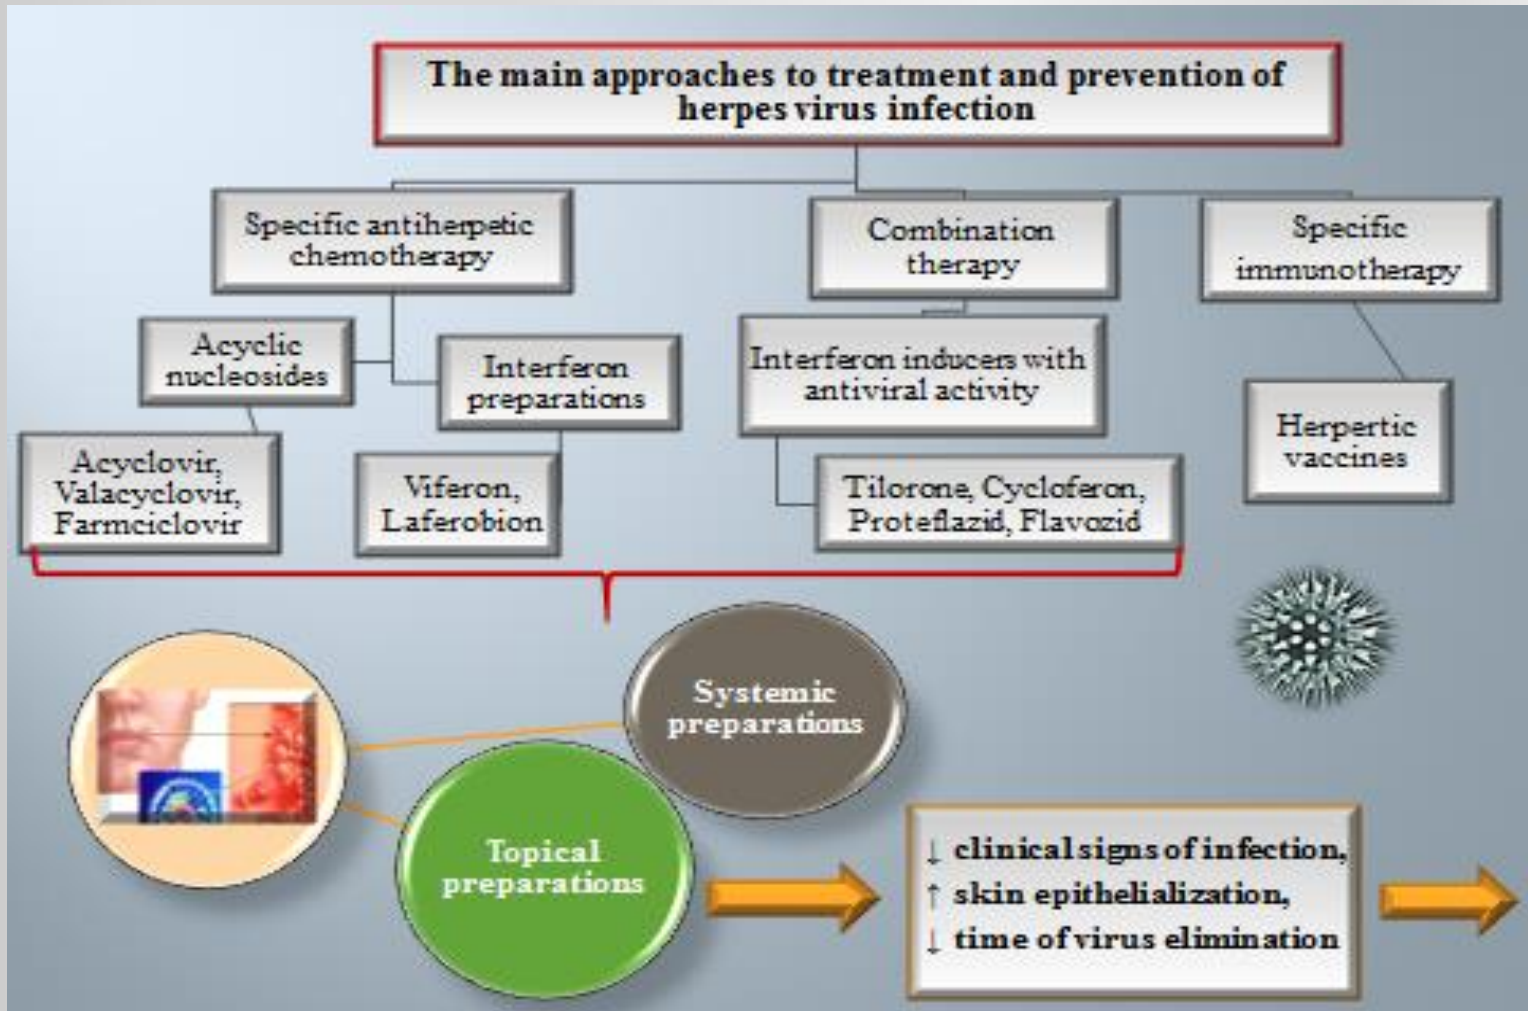 The main approaches to treatment and prevention of
herpes virus infection
Specific antiherpetic
chemotherapy
Combination
therapy
Specific
immunotherapy
Acyclic
nucleosides
Interferon
preparations
Interferon inducers with
antiviral activity
Herpertic
vaccines
Acyclovir,
Valacyclovir,
Farmciclovir
Viferon,
Laferobion
Tilorone, Cycloferon,
Proteflazid, Flavozid
Systemic
preparations
Topical
preparations
↓ clinical signs of infection,
↑ skin epithelialization,
↓ time of virus elimination